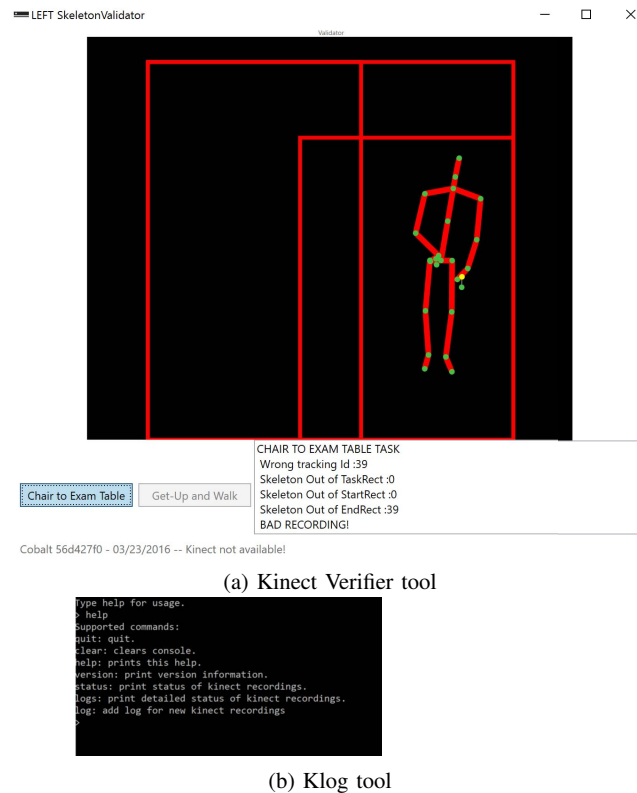 LEFT SkeletonValidator
Validator
CHAIR TO EXAM TABLE TASK
Wrong tracking Id :39
Skeleton Out of TaskRect :0
Skeleton Out of StartRect :0
Skeleton Out of EndRect :39
BAD RECORDING!
Chair to Exam Table
Get-Up and Walk
Cobalt 56d427f0 - 03/23/2016 -- Kinect not available!
(a) Kinect Verifier tool
Type help for usage.
> help
Supported commands:
quit: quit.
clear: clears console.
help: prints this help.
version: print version information.
status: print status of kinect recordings.
logs: print detailed status of kinect recordings.
log: add log for new kinect recordings
>
(b) Klog tool